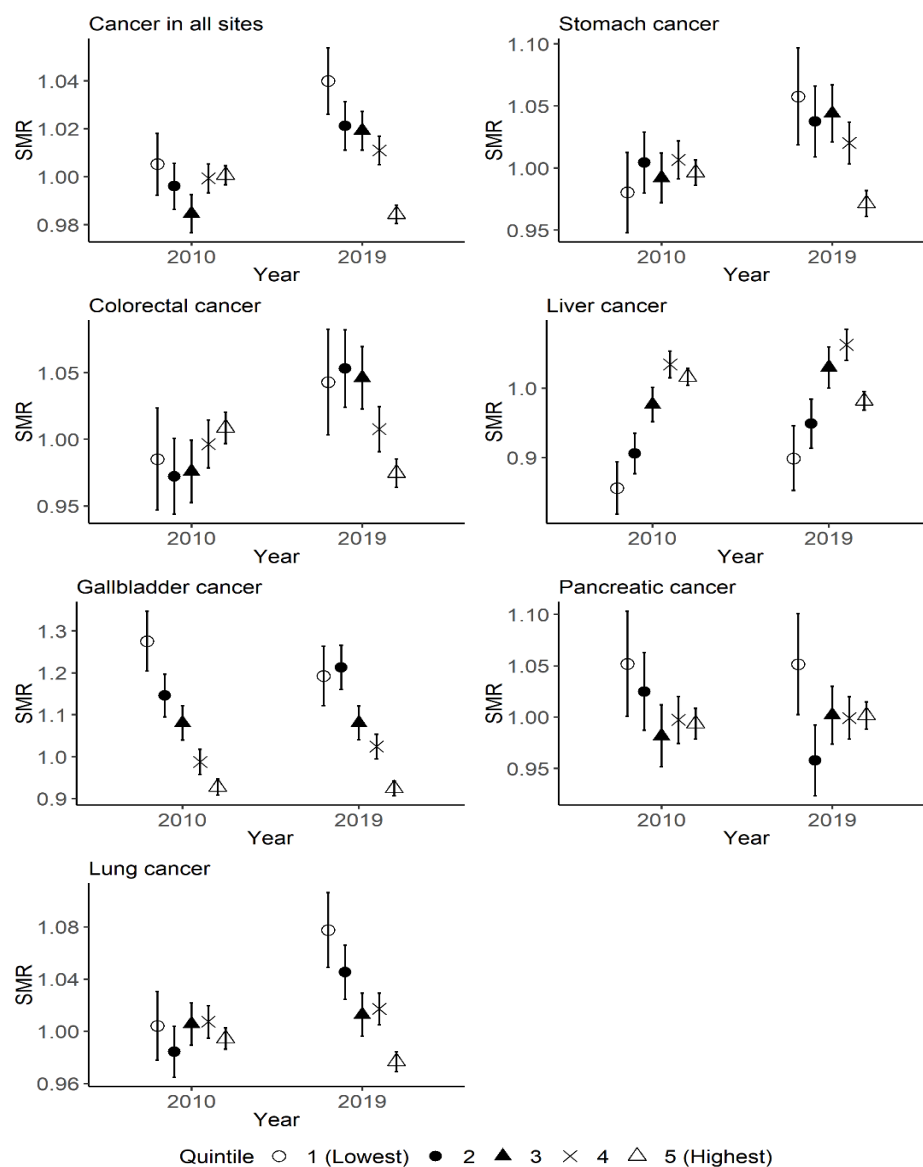 Cancer in all sites
SMR
1.04
1.02
1.00
0.98
2010
2019
Year
Stomach cancer
SMR
1.10
1.05
1.00
0.95
2010
2019
Year
Colorectal cancer
SMR
1.05
1.00
0.95
2010
2019
Year
Liver cancer
SMR
1.0
0.9
2010
2019
Year
Gallbladder cancer
SMR
1.3
1.2
1.1
1.0
0.9
2010
2019
Year
Pancreatic cancer
SMR
1.10
1.05
1.00
0.95
2010
2019
Year
Lung cancer
SMR
1.08
1.04
1.00
0.96
2010
2019
Year
Quintile 1 (Lowest) 2 3 4 5 (Highest)